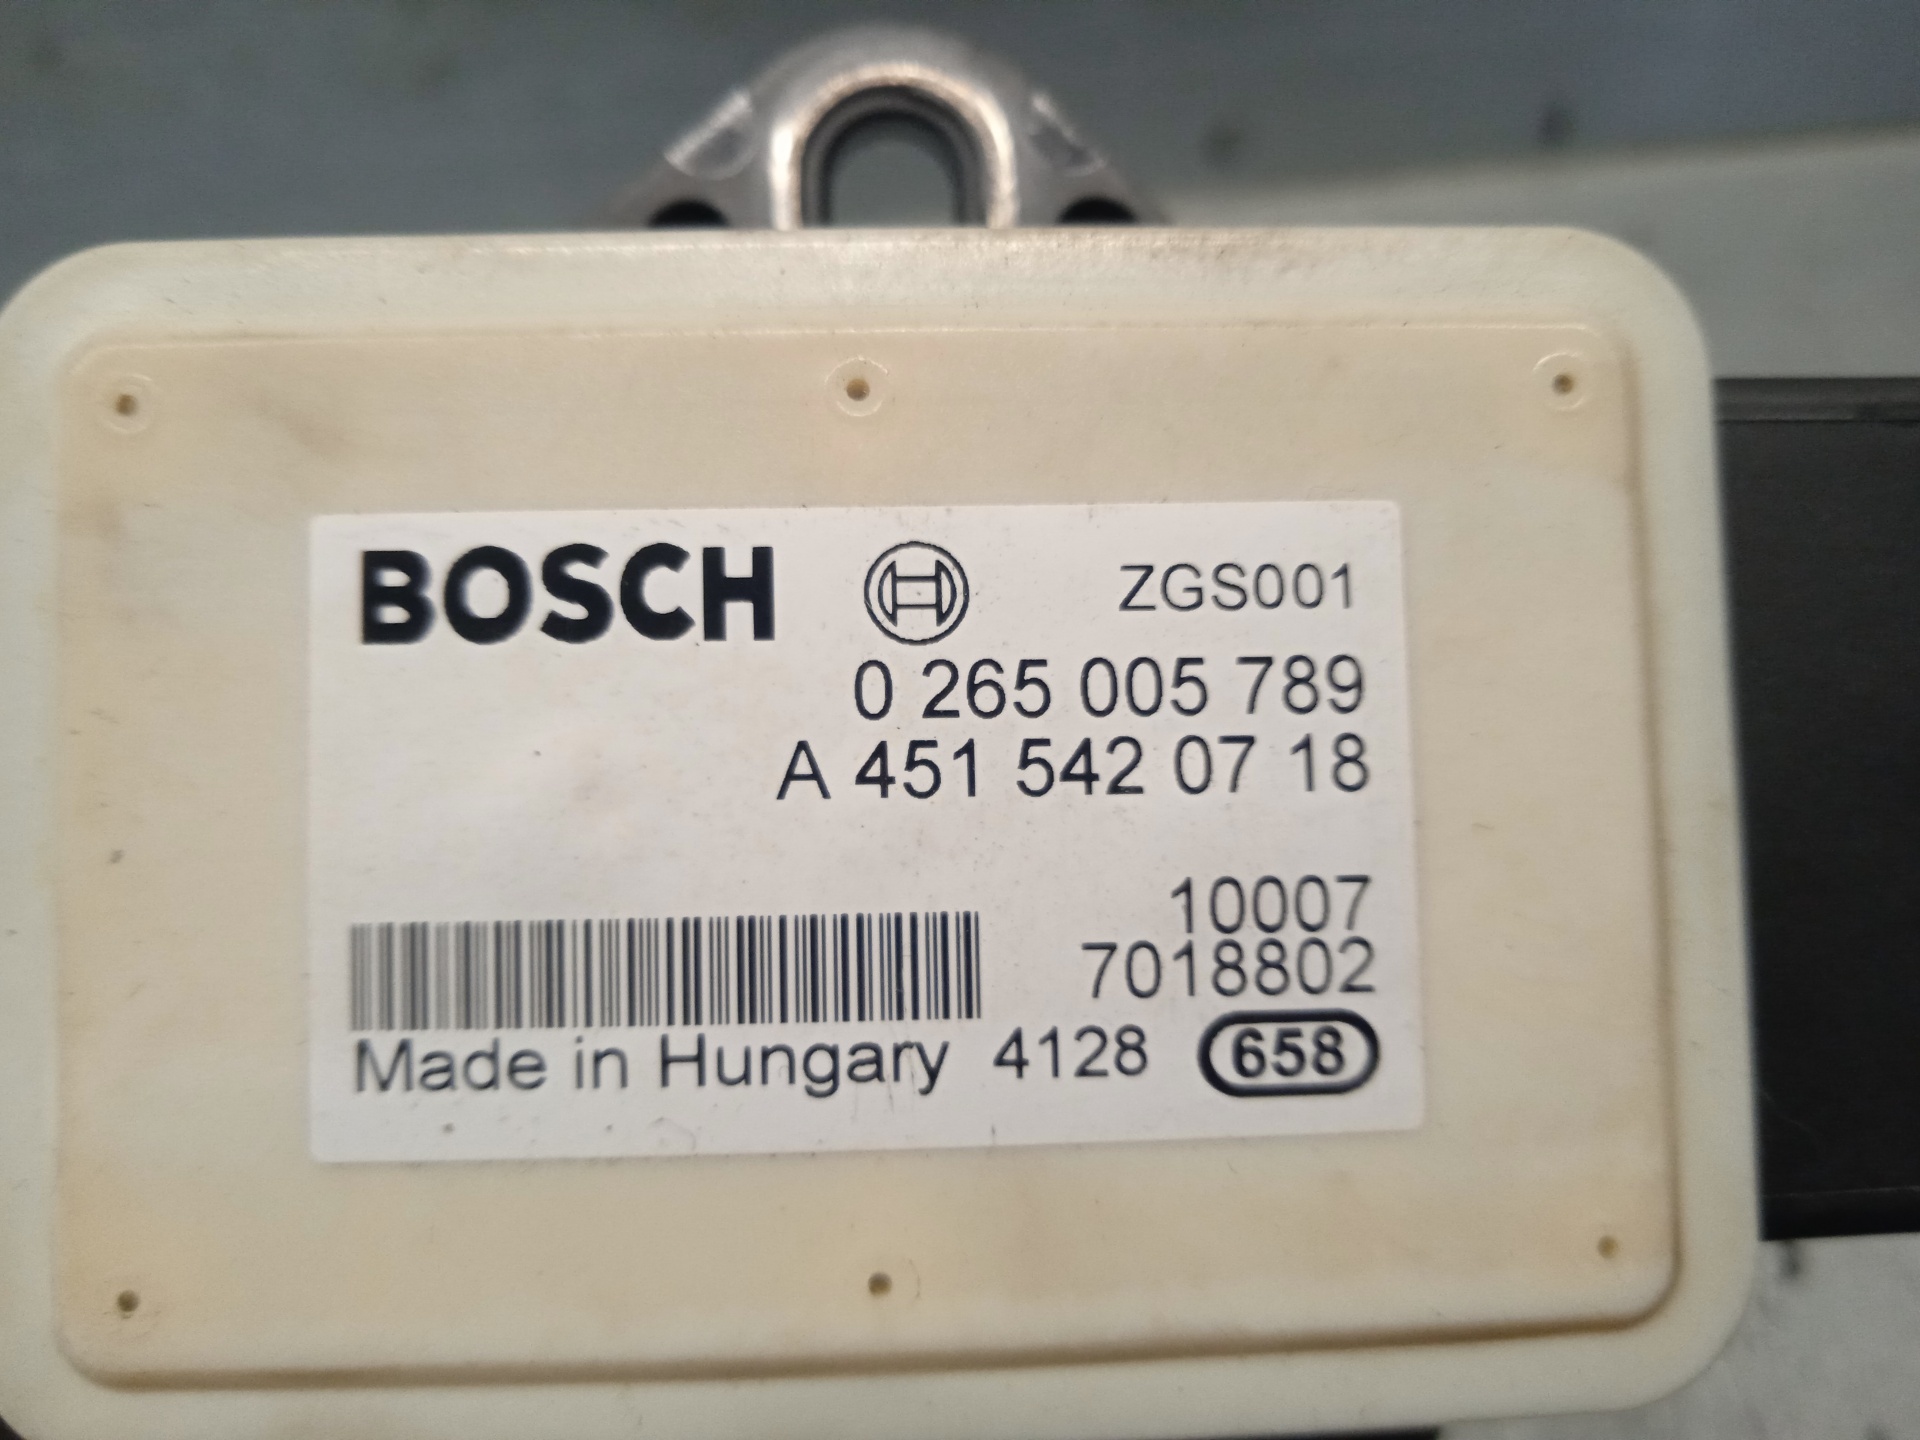 BOSCH ZGS001
0 265 005 789
A 451 542 07 18
10007
7018802
Made in Hungary 4128 658